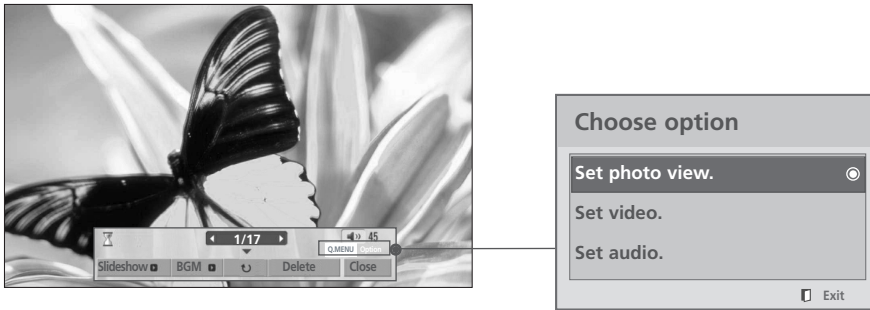 1/17
45
Q.MENU Option
Slideshow BGM Delete Close
Choose option
Set photo view.
Set video.
Set audio.
Exit